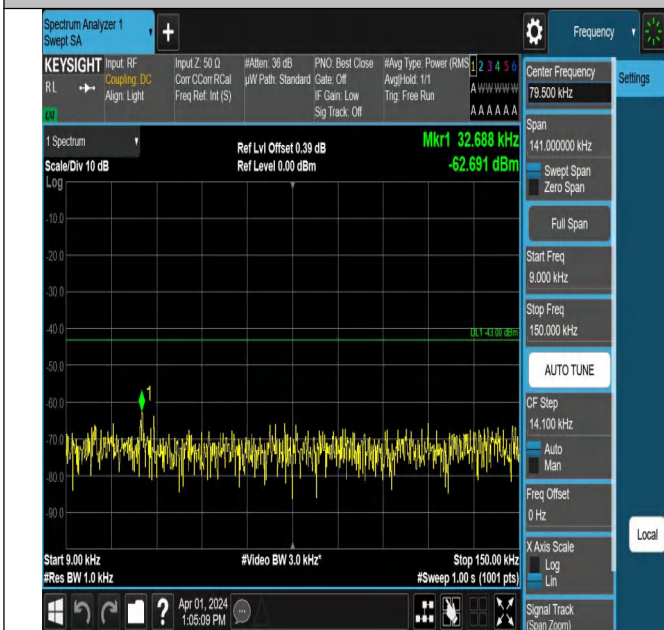 Spectrum Analyzer 1
Swept SA
+
Frequency
KEYSIGHT
RL
Input: RF
Coupling: DC
Align: Light
Input Z: 50 Ω
Corr CCorr RCal
Freq Ref: Int (S)
#Atten: 36 dB
µW Path: Standard
PNO: Best Close
Gate: Off
IF Gain: Low
Sig Track: Off
#Avg Type: Power (RMS
Avg|Hold: 1/1
Trig: Free Run
1 2 3 4 5 6
A W W W W W
A A A A A A
LXI
1 Spectrum
Scale/Div 10 dB
Log
Ref Lvl Offset 0.39 dB
Ref Level 0.00 dBm
Mkr1 32.688 kHz
-62.691 dBm
-10.0
-20.0
-30.0
-40.0
DL1 -43.00 dBm
-50.0
1
-60.0
-70.0
-80.0
-90.0
Start 9.00 kHz
#Res BW 1.0 kHz
#Video BW 3.0 kHz*
Stop 150.00 kHz
#Sweep 1.00 s (1001 pts)
?
Apr 01, 2024
1:05:09 PM
Center Frequency
79.500 kHz
Settings
Span
141.000000 kHz
Swept Span
Zero Span
Full Span
Start Freq
9.000 kHz
Stop Freq
150.000 kHz
AUTO TUNE
CF Step
14.100 kHz
Auto
Man
Freq Offset
0 Hz
X Axis Scale
Log
Lin
Local
Signal Track
(Span Zoom)